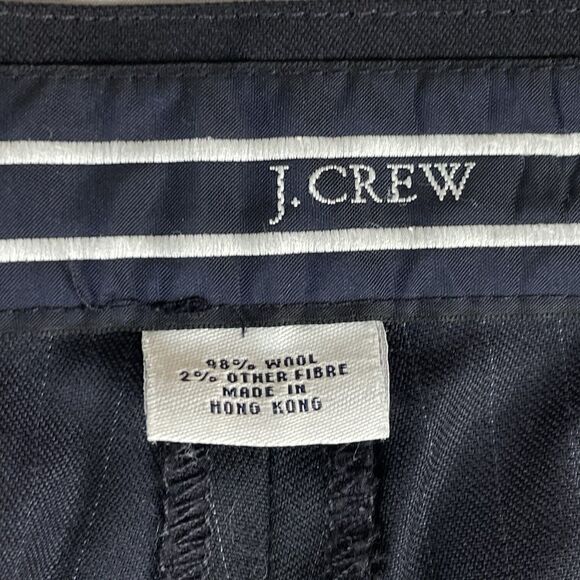 J.CREW
98% WOOL
2% OTHER FIBRE
MADE IN
HONG KONG